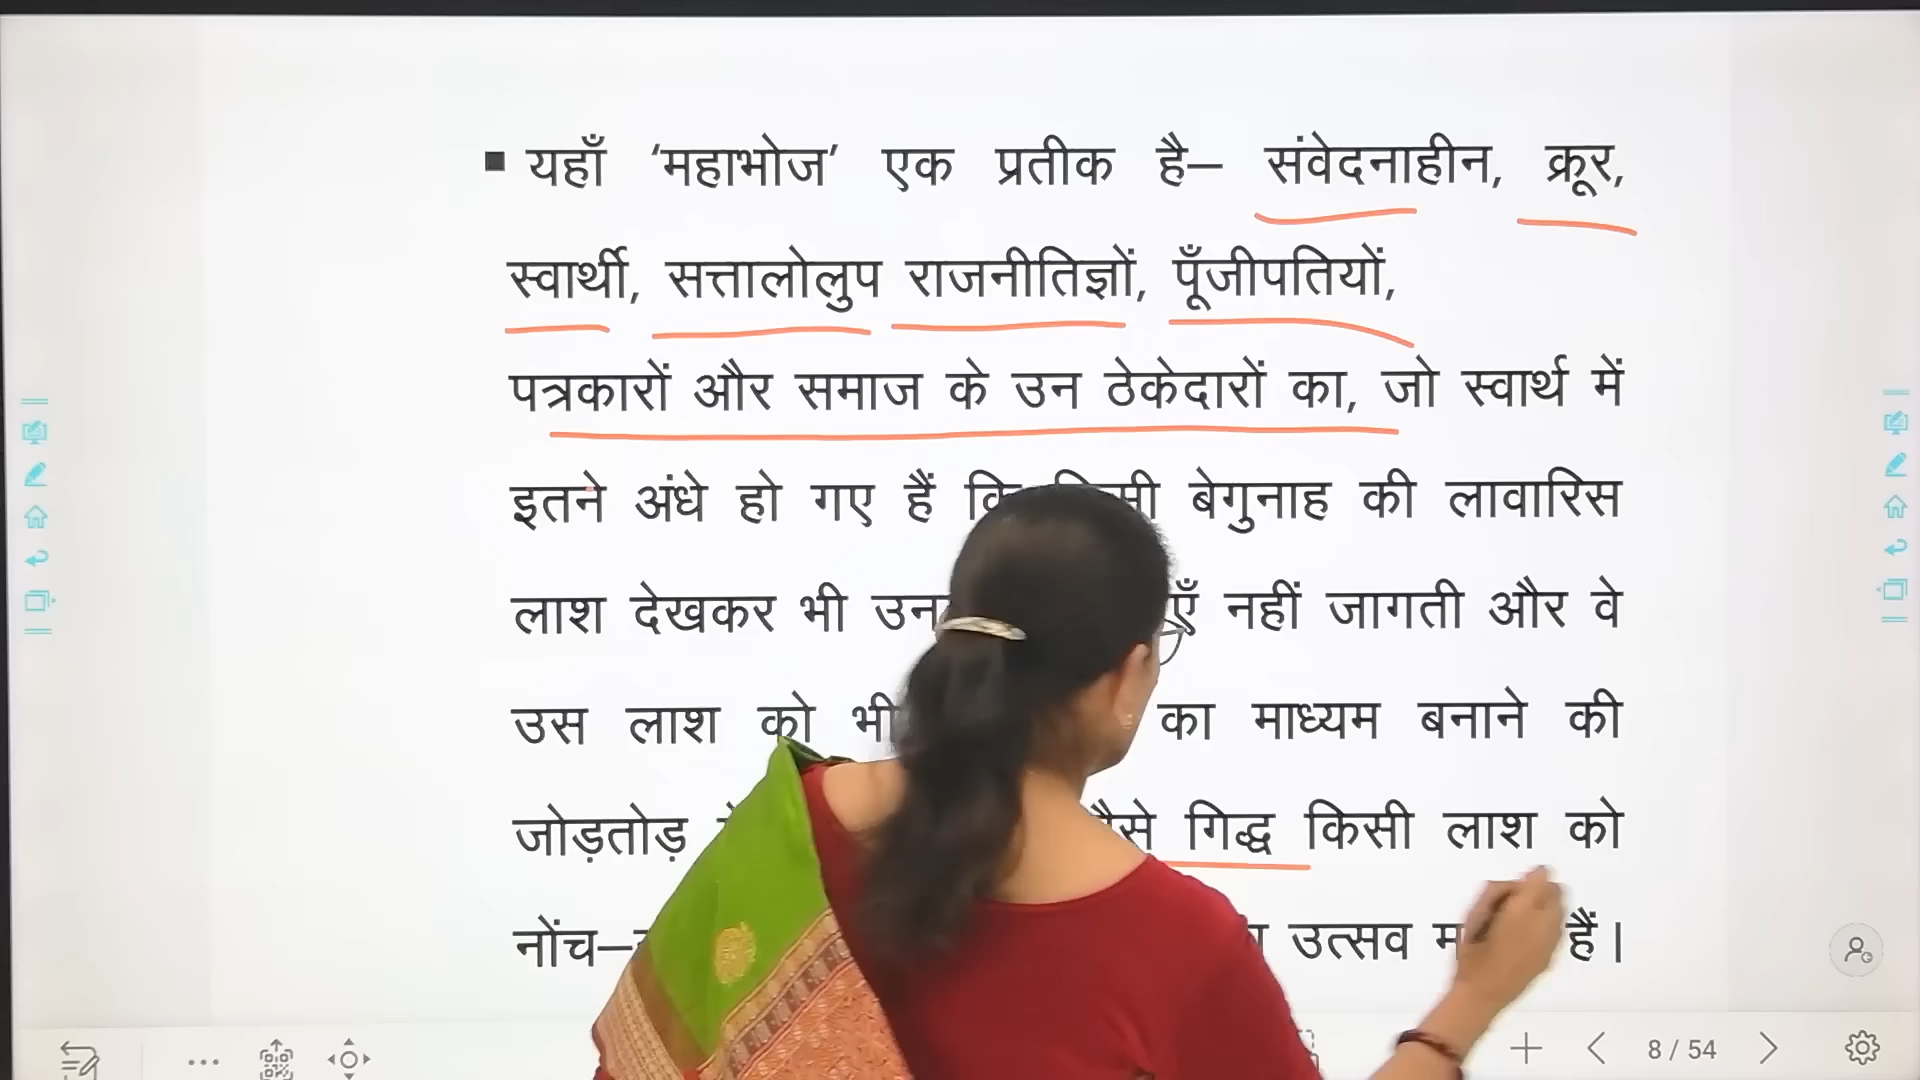 ▪ यहाँ ‘महाभोज’ एक प्रतीक है– संवेदनाहीन, क्रूर,
स्वार्थी, सत्तालोलुप राजनीतिज्ञों, पूँजीपतियों,
पत्रकारों और समाज के उन ठेकेदारों का, जो स्वार्थ में
इतने अंधे हो गए हैं बेगुनाह की लावारिस
लाश देखकर भी नहीं जागती और वे
उस लाश को भी का माध्यम बनाने की
जोड़तोड़ गिद्ध किसी लाश को
नोंच– उत्सव हैं।
8 / 54